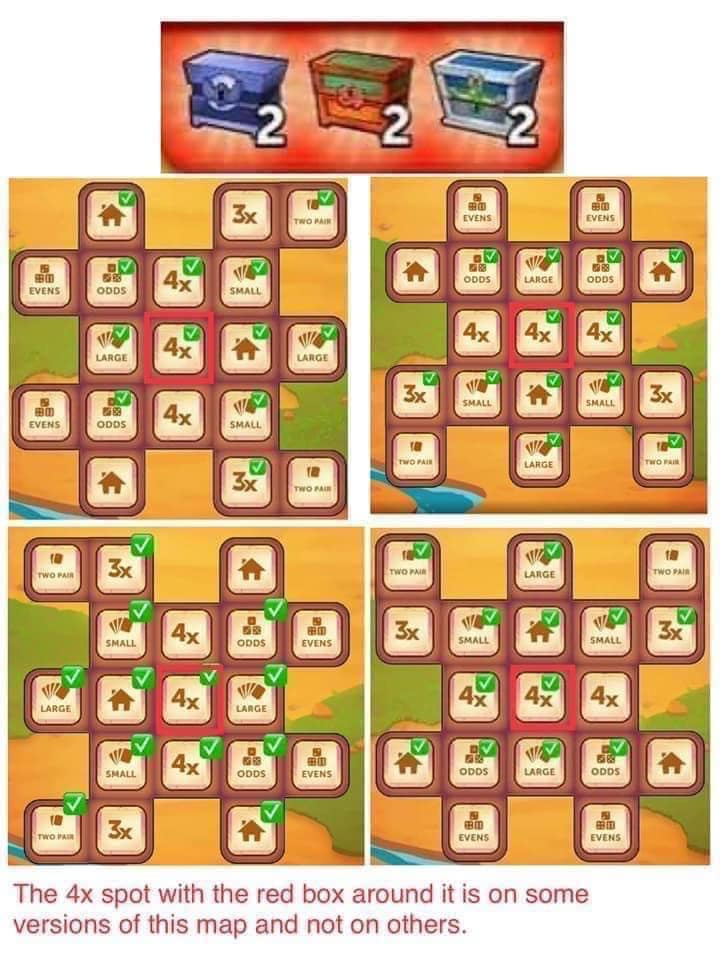 2 2 2
3x TWO PAIR
EVENS ODDS 4x SMALL
LARGE 4x LARGE
EVENS ODDS 4x SMALL
3x TWO PAIR
EVENS EVENS
ODDS LARGE ODDS
4x 4x 4x
3x SMALL SMALL 3x
TWO PAIR LARGE TWO PAIR
TWO PAIR 3x
SMALL 4x ODDS EVENS
LARGE 4x LARGE
SMALL 4x ODDS EVENS
TWO PAIR 3x
TWO PAIR LARGE TWO PAIR
3x SMALL SMALL 3x
4x 4x 4x
ODDS LARGE ODDS
EVENS EVENS
The 4x spot with the red box around it is on some
versions of this map and not on others.